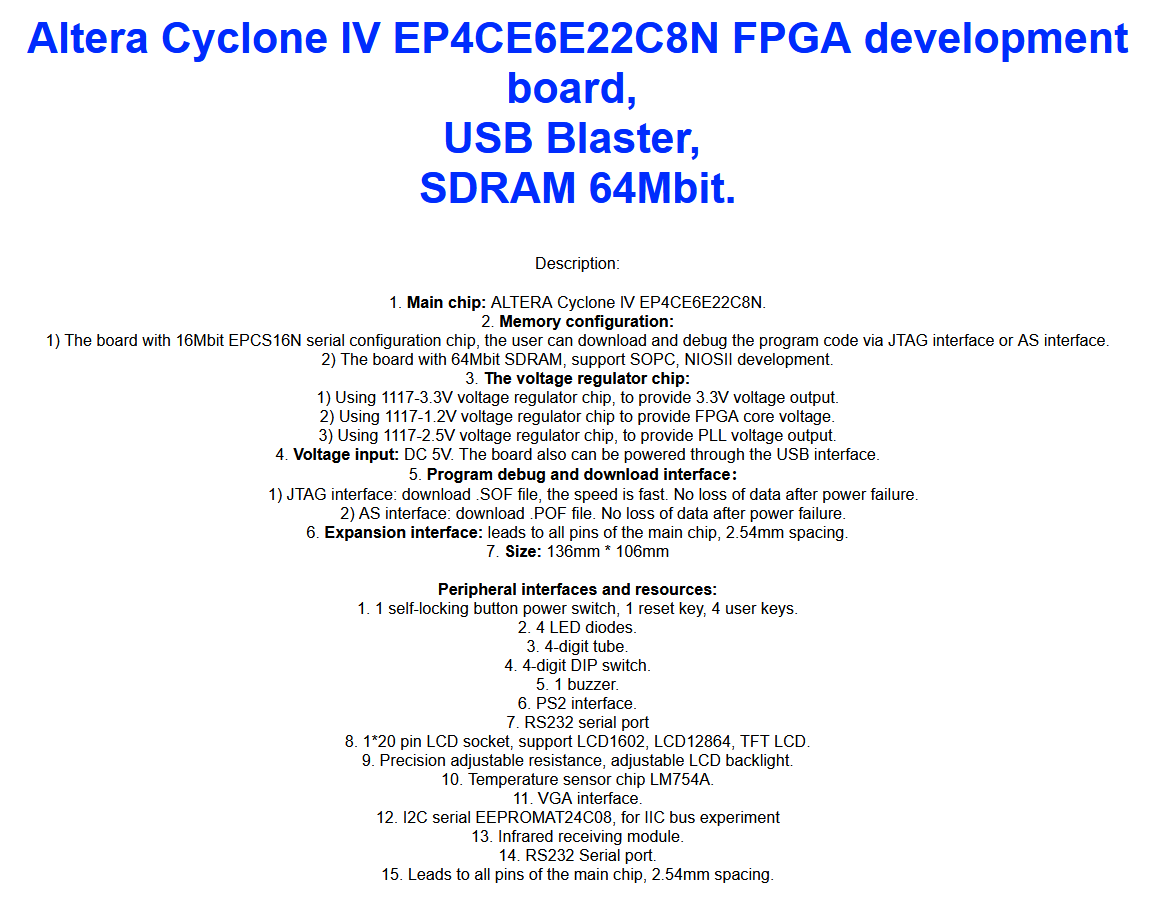 Altera Cyclone IV EP4CE6E22C8N FPGA development
board,
USB Blaster,
SDRAM 64Mbit.
Description:
1. Main chip: ALTERA Cyclone IV EP4CE6E22C8N.
2. Memory configuration:
1) The board with 16Mbit EPCS16N serial configuration chip, the user can download and debug the program code via JTAG interface or AS interface.
2) The board with 64Mbit SDRAM, support SOPC, NIOSII development.
3. The voltage regulator chip:
1) Using 1117-3.3V voltage regulator chip, to provide 3.3V voltage output.
2) Using 1117-1.2V voltage regulator chip to provide FPGA core voltage.
3) Using 1117-2.5V voltage regulator chip, to provide PLL voltage output.
4. Voltage input: DC 5V. The board also can be powered through the USB interface.
5. Program debug and download interface：
1) JTAG interface: download .SOF file, the speed is fast. No loss of data after power failure.
2) AS interface: download .POF file. No loss of data after power failure.
6. Expansion interface: leads to all pins of the main chip, 2.54mm spacing.
7. Size: 136mm * 106mm
Peripheral interfaces and resources:
1. 1 self-locking button power switch, 1 reset key, 4 user keys.
2. 4 LED diodes.
3. 4-digit tube.
4. 4-digit DIP switch.
5. 1 buzzer.
6. PS2 interface.
7. RS232 serial port
8. 1*20 pin LCD socket, support LCD1602, LCD12864, TFT LCD.
9. Precision adjustable resistance, adjustable LCD backlight.
10. Temperature sensor chip LM754A.
11. VGA interface.
12. I2C serial EEPROMAT24C08, for IIC bus experiment
13. Infrared receiving module.
14. RS232 Serial port.
15. Leads to all pins of the main chip, 2.54mm spacing.